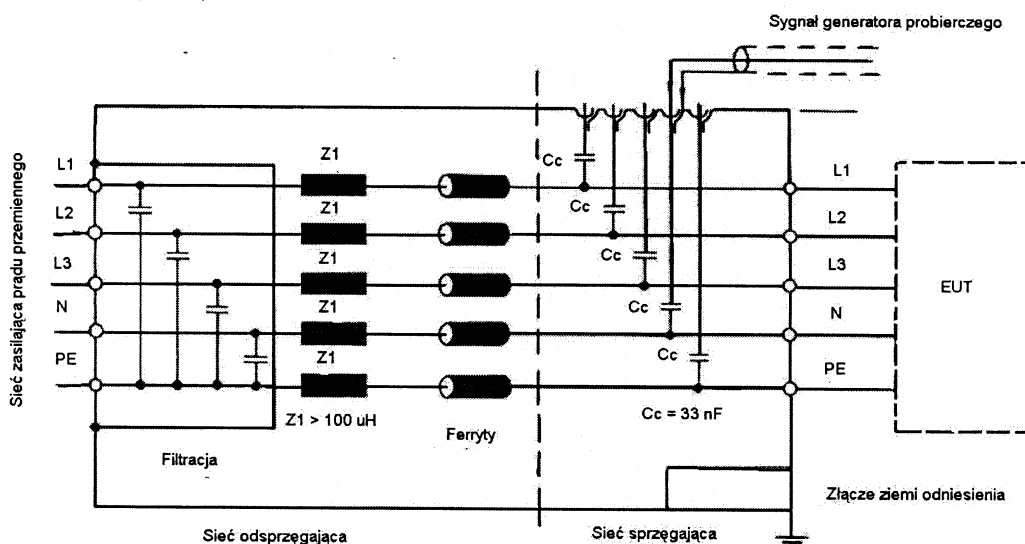 Sygnał generatora probierczego
Sieć zasilająca prądu przemiennego
L1
L2
L3
N
PE
Z1
Z1
Z1
Z1
Z1
Z1 > 100 uH
Ferryty
Filtracja
Cc
Cc
Cc
Cc
Cc
Cc = 33 nF
L1
L2
L3
N
PE
EUT
Złącze ziemi odniesienia
Sieć odsprzęgająca
Sieć sprzęgająca